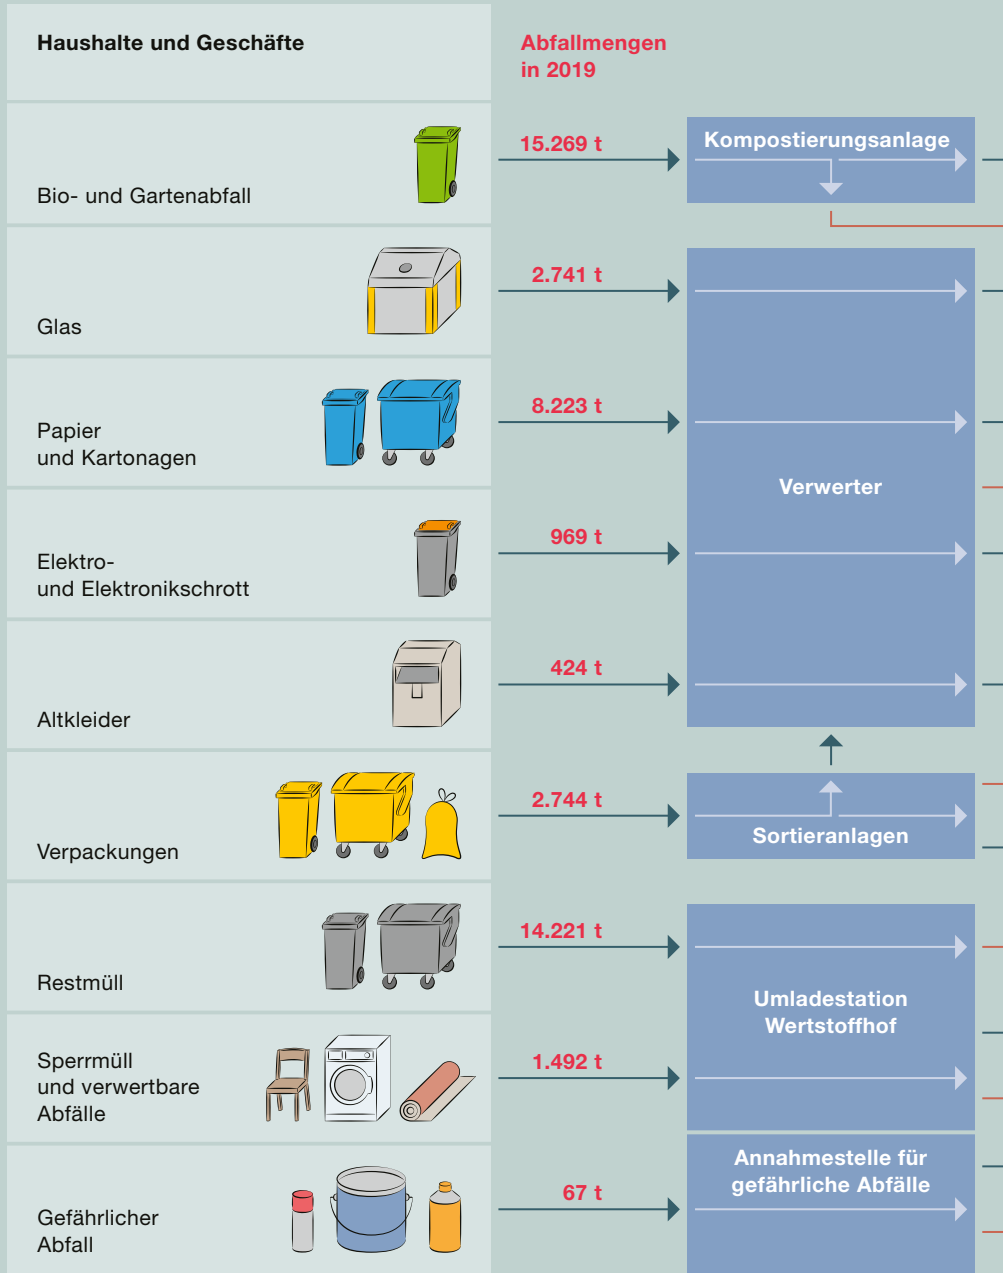 Haushalte und Geschäfte
Abfallmengen
in 2019
Bio- und Gartenabfall
15.269 t
Kompostierungsanlage
Glas
2.741 t
Papier
und Kartonagen
8.223 t
Verwerter
Elektro-
und Elektronikschrott
969 t
Altkleider
424 t
Verpackungen
2.744 t
Sortieranlagen
Restmüll
14.221 t
Umladestation
Wertstoffhof
Sperrmüll
und verwertbare
Abfälle
1.492 t
Gefährlicher
Abfall
67 t
Annahmestelle für
gefährliche Abfälle